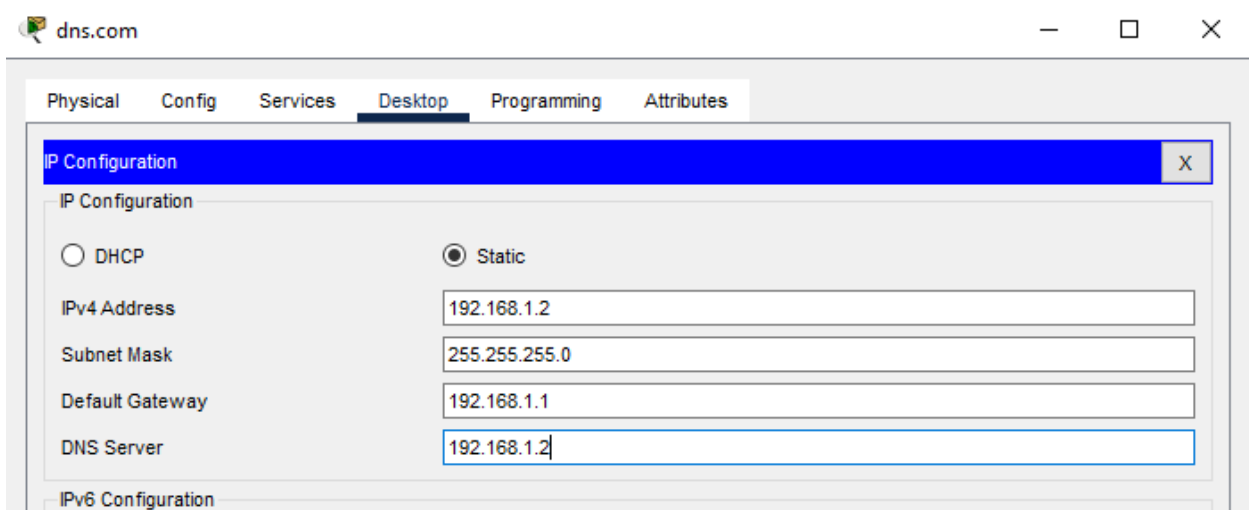 dns.com
Physical Config Services Desktop Programming Attributes
IP Configuration X
IP Configuration
DHCP Static
IPv4 Address 192.168.1.2
Subnet Mask 255.255.255.0
Default Gateway 192.168.1.1
DNS Server 192.168.1.2
IPv6 Configuration